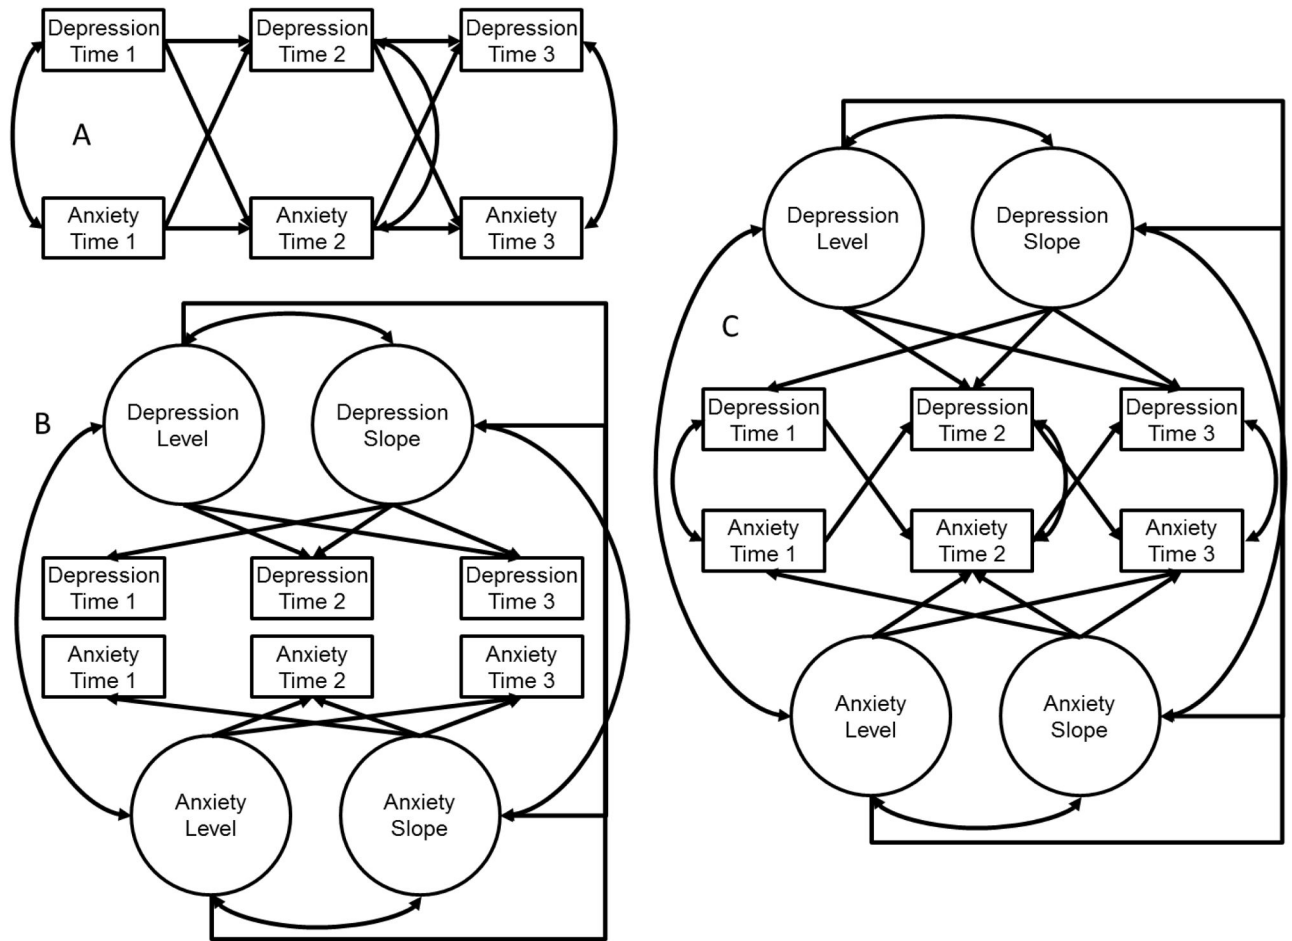 Depression
Time 1
Depression
Time 2
Depression
Time 3
A
Anxiety
Time 1
Anxiety
Time 2
Anxiety
Time 3
B
Depression
Level
Depression
Slope
Depression
Time 1
Depression
Time 2
Depression
Time 3
Anxiety
Time 1
Anxiety
Time 2
Anxiety
Time 3
Anxiety
Level
Anxiety
Slope
C
Depression
Level
Depression
Slope
Depression
Time 1
Depression
Time 2
Depression
Time 3
Anxiety
Time 1
Anxiety
Time 2
Anxiety
Time 3
Anxiety
Level
Anxiety
Slope